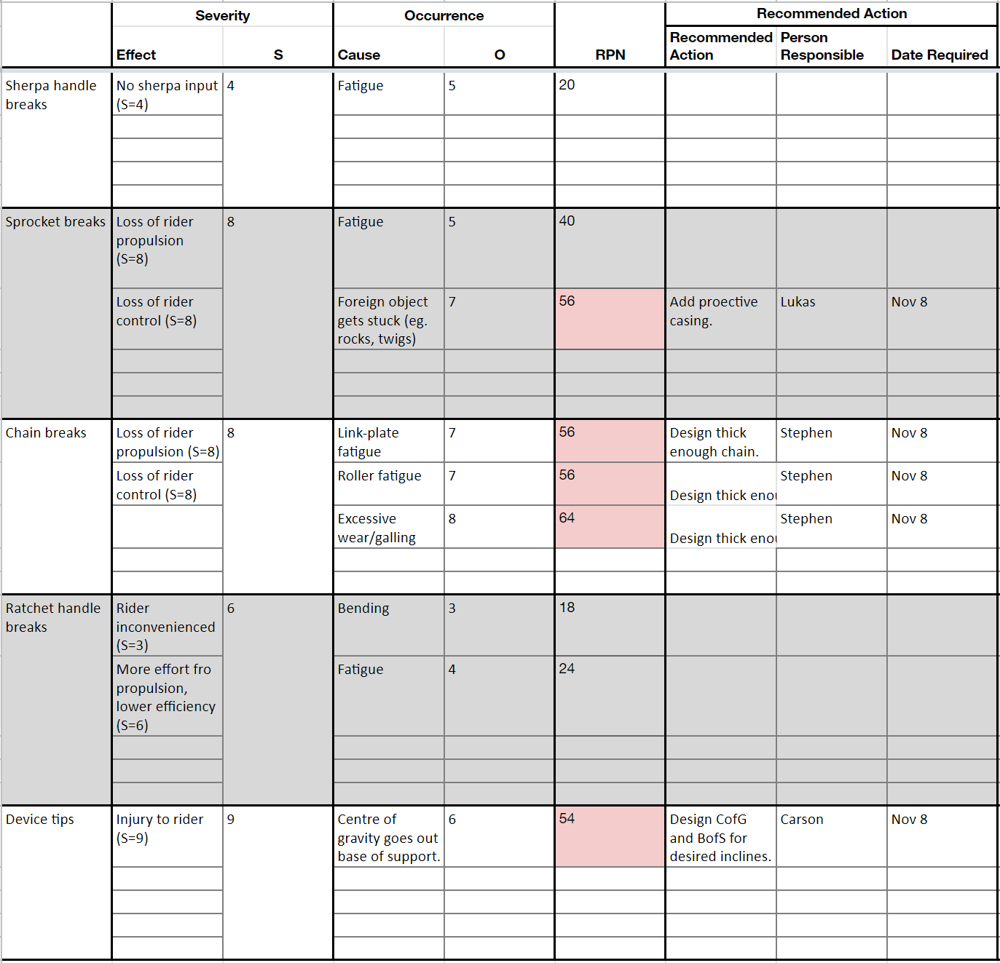 Severity
Occurrence
Recommended Action
Effect
S
Cause
O
RPN
Recommended
Action
Person
Responsible
Date Required
Sherpa handle
breaks
No sherpa input
(S=4)
4
Fatigue
5
20
Sprocket breaks
Loss of rider
propulsion
(S=8)
8
Fatigue
5
40
Loss of rider
control (S=8)
Foreign object
gets stuck (eg.
rocks, twigs)
7
56
Add proective
casing.
Lukas
Nov 8
Chain breaks
Loss of rider
propulsion (S=8)
8
Link-plate
fatigue
7
56
Design thick
enough chain.
Stephen
Nov 8
Loss of rider
control (S=8)
Roller fatigue
7
56
Design thick enou
Stephen
Nov 8
Excessive
wear/galling
8
64
Design thick enou
Stephen
Nov 8
Ratchet handle
breaks
Rider
inconvenienced
(S=3)
6
Bending
3
18
More effort fro
propulsion,
lower efficiency
(S=6)
Fatigue
4
24
Device tips
Injury to rider
(S=9)
9
Centre of
gravity goes out
base of support.
6
54
Design CofG
and BofS for
desired inclines.
Carson
Nov 8